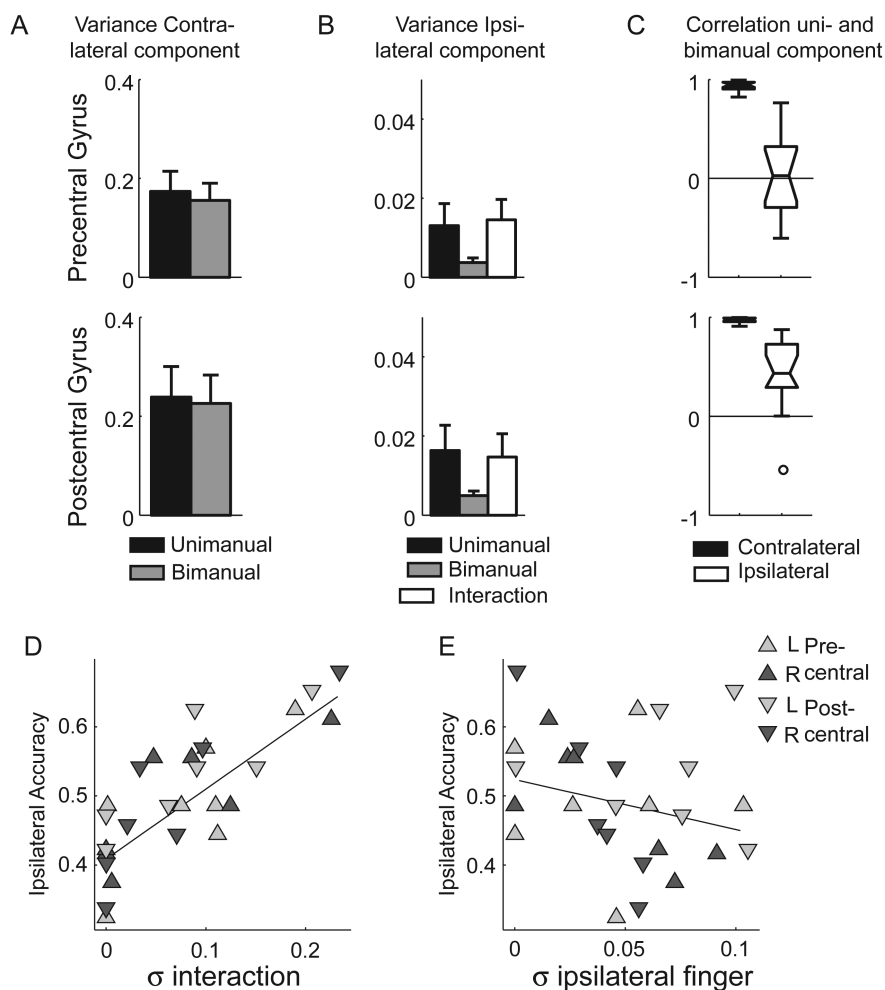 A
Variance Contra-
lateral component
B
Variance Ipsi-
lateral component
C
Correlation uni- and
bimanual component
Precentral Gyrus
0.4
0.2
0
0.04
0.02
0
1
0
-1
Postcentral Gyrus
0.4
0.2
0
0.04
0.02
0
1
0
-1
Unimanual
Bimanual
Unimanual
Bimanual
Interaction
Contralateral
Ipsilateral
D
Ipsilateral Accuracy
0.6
0.5
0.4
0
0.1
0.2
σ interaction
E
Ipsilateral Accuracy
0.6
0.5
0.4
0
0.05
0.1
σ ipsilateral finger
L Pre-
R central
L Post-
R central